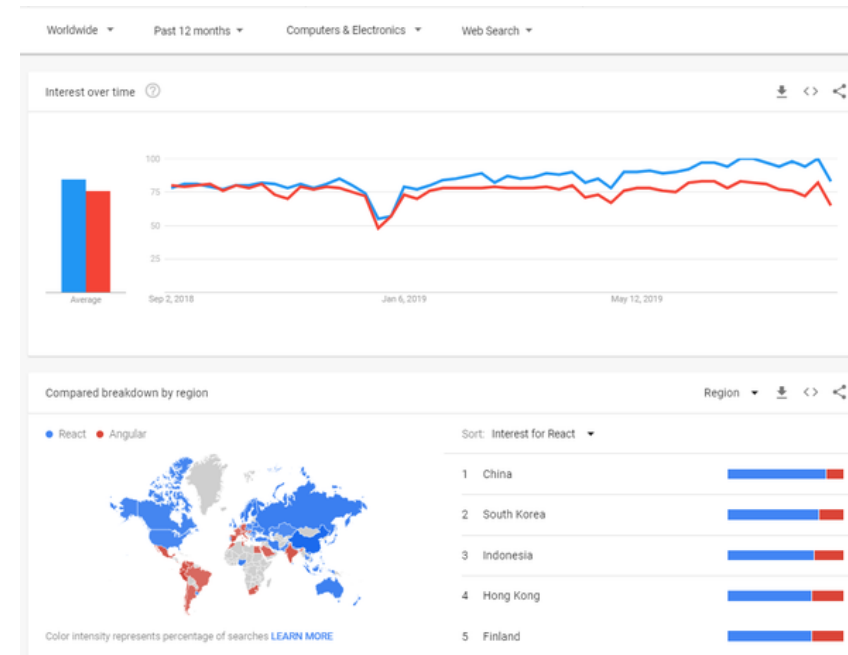 Worldwide Past 12 months Computers & Electronics Web Search
Interest over time
100
75
50
25
Average Sep 2, 2018 Jan 6, 2019 May 12, 2019
Compared breakdown by region Region
React Angular Sort: Interest for React
1 China
2 South Korea
3 Indonesia
4 Hong Kong
5 Finland
Color intensity represents percentage of searches LEARN MORE